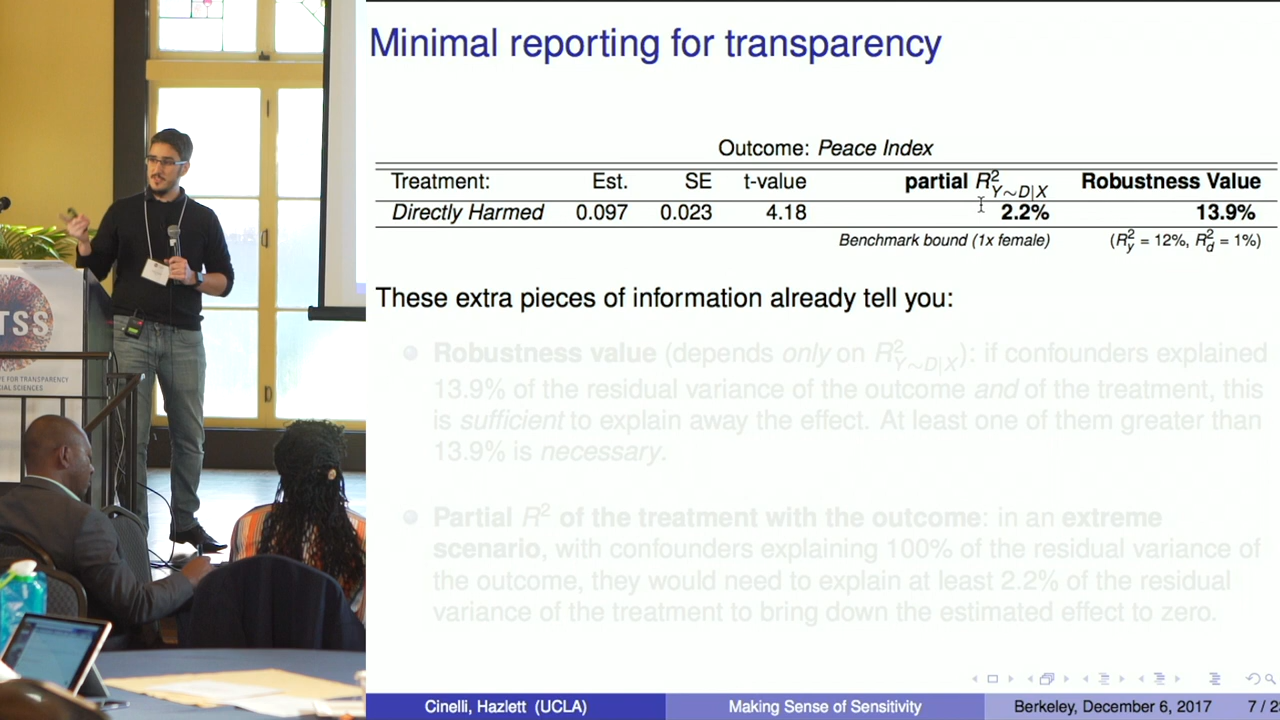 Minimal reporting for transparency
Outcome: Peace Index
Treatment: Est. SE t-value partial R²Y∼D|X Robustness Value
Directly Harmed 0.097 0.023 4.18 2.2% 13.9%
Benchmark bound (1x female) (R²y = 12%, R²d = 1%)
These extra pieces of information already tell you:
Robustness value (depends only on R²Y∼D|X): if confounders explained
13.9% of the residual variance of the outcome and of the treatment, this
is sufficient to explain away the effect. At least one of them greater than
13.9% is necessary.
Partial R² of the treatment with the outcome: in an extreme
scenario, with confounders explaining 100% of the residual variance of
the outcome, they would need to explain at least 2.2% of the residual
variance of the treatment to bring down the estimated effect to zero.
Cinelli, Hazlett (UCLA) Making Sense of Sensitivity Berkeley, December 6, 2017 7 / 2
TSS
E FOR TRANSPARENCY
IAL SCIENCES